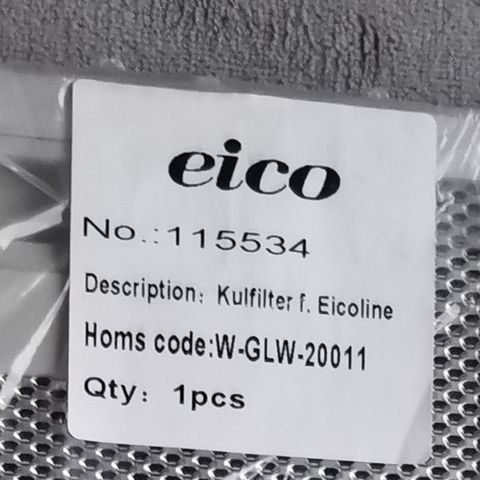 eico
No.:115534
Description: Kulfilter f. Eicoline
Homs code:W-GLW-20011
Qty: 1pcs